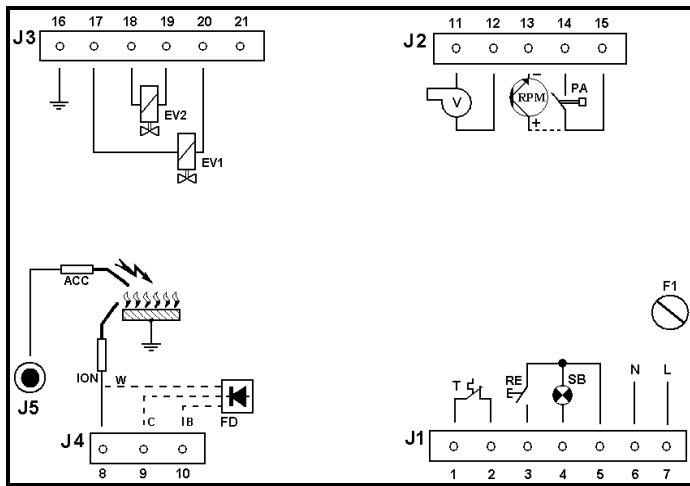 16 17 18 19 20 21
J3
EV2
EV1
11 12 13 14 15
J2
V
RPM
−
+
PA
ACC
ION
W
C
B
FD
J5
J4
8 9 10
F1
T
RE
E
SB
N
L
J1
1 2 3 4 5 6 7